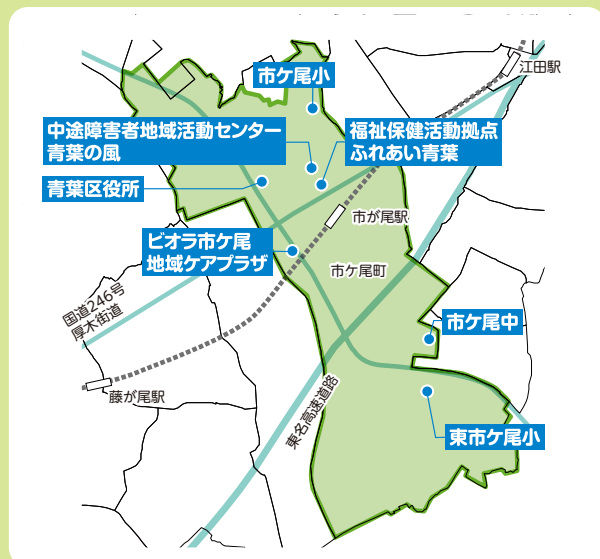 江田駅
市ケ尾小
中途障害者地域活動センター
青葉の風
福祉保健活動拠点
ふれあい青葉
青葉区役所
市が尾駅
ビオラ市ケ尾
地域ケアプラザ
市ケ尾町
国道246号
厚木街道
市ケ尾中
藤が尾駅
東名高速道路
東市ケ尾小